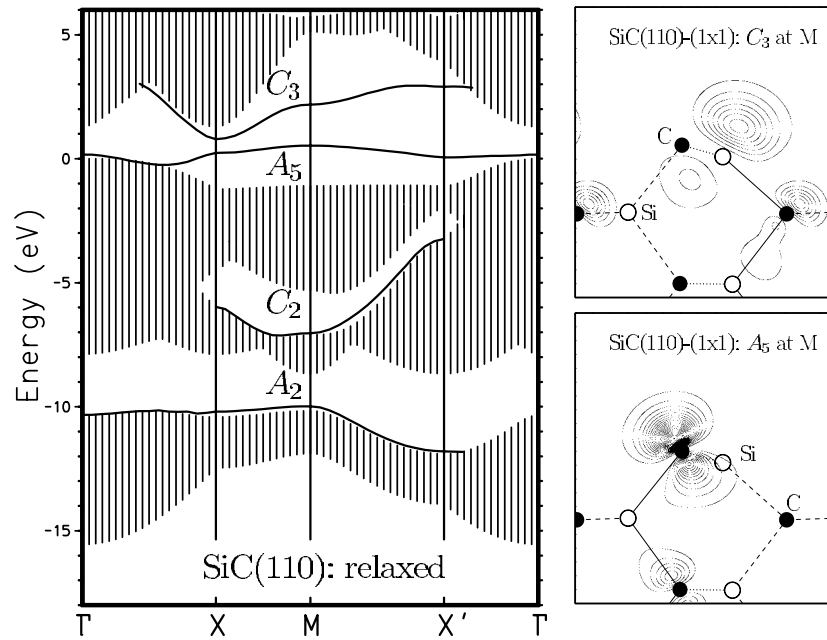 5
0
-5
-10
-15
Energy (eV)
C₃
A₅
C₂
A₂
SiC(110): relaxed
Γ X M X' Γ
SiC(110)-(1x1): C₃ at M
C
Si
SiC(110)-(1x1): A₅ at M
Si
C